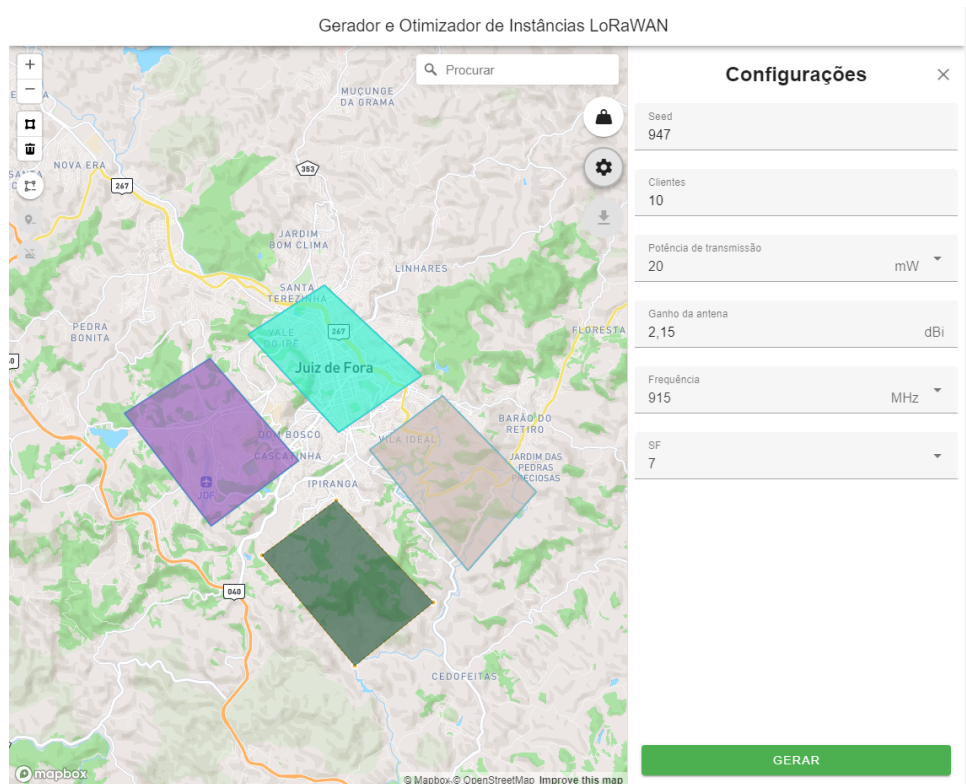 Gerador e Otimizador de Instâncias LoRaWAN
Procurar
MUÇUNGE
DA GRAMA
NOVA ERA
267
353
JARDIM
BOM CLIMA
LINHARES
SANTA
TEREZINHA
PEDRA
BONITA
VALE
DO IPÊ
267
FLORESTA
Juiz de Fora
BARÃO DO
RETIRO
DOM BOSCO
VILA IDEAL
CASCATINHA
JARDIM DAS
PEDRAS
PRECIOSAS
IPIRANGA
JDF
040
CEDOFEITAS
mapbox
© Mapbox © OpenStreetMap Improve this map
Configurações
Seed
947
Clientes
10
Potência de transmissão
20 mW
Ganho da antena
2,15 dBi
Frequência
915 MHz
SF
7
GERAR